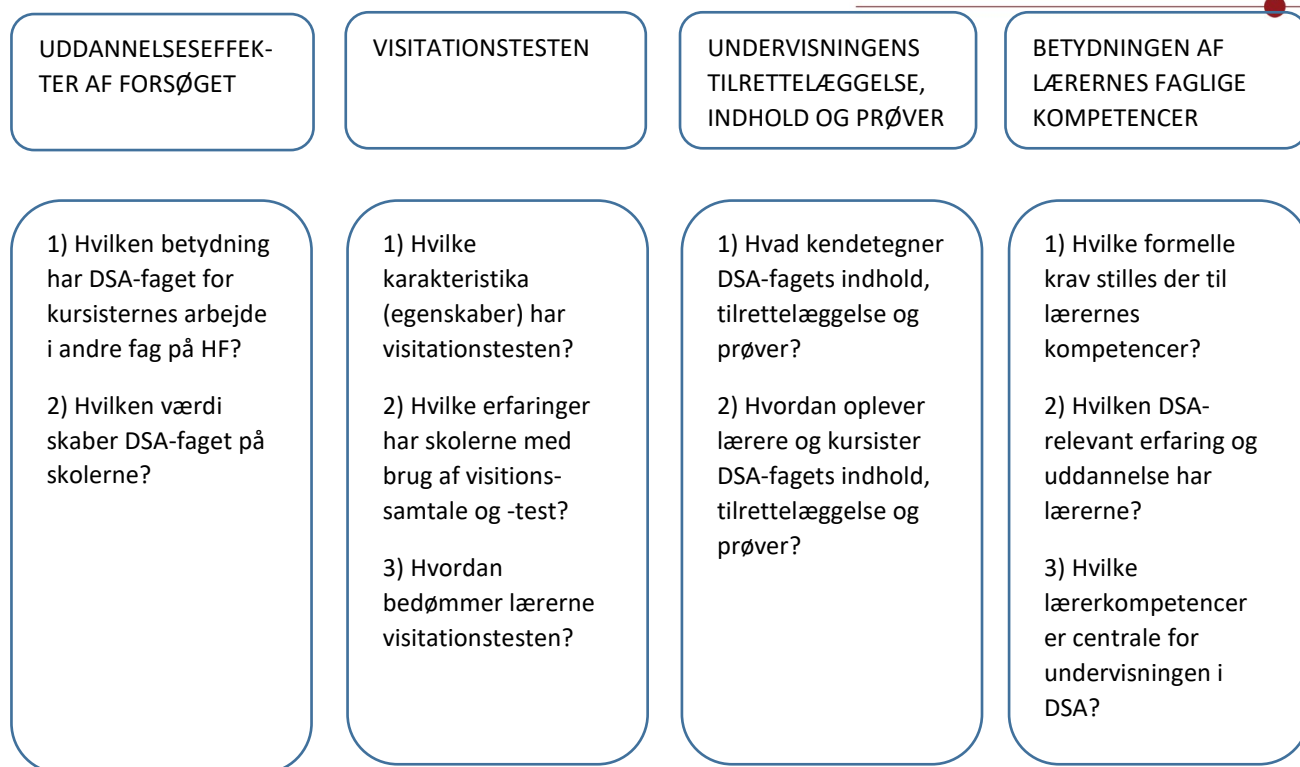 UDDANNELSESEFFEK-
TER AF FORSØGET
VISITATIONSTESTEN
UNDERVISNINGENS
TILRETTELÆGGELSE,
INDHOLD OG PRØVER
BETYDNINGEN AF
LÆRERNES FAGLIGE
KOMPETENCER
1) Hvilken betydning
har DSA-faget for
kursisternes arbejde
i andre fag på HF?
2) Hvilken værdi
skaber DSA-faget på
skolerne?
1) Hvilke
karakteristika
(egenskaber) har
visitationstesten?
2) Hvilke erfaringer
har skolerne med
brug af visitions-
samtale og -test?
3) Hvordan
bedømmer lærerne
visitationstesten?
1) Hvad kendetegner
DSA-fagets indhold,
tilrettelæggelse og
prøver?
2) Hvordan oplever
lærere og kursister
DSA-fagets indhold,
tilrettelæggelse og
prøver?
1) Hvilke formelle
krav stilles der til
lærernes
kompetencer?
2) Hvilken DSA-
relevant erfaring og
uddannelse har
lærerne?
3) Hvilke
lærerkompetencer
er centrale for
undervisningen i
DSA?